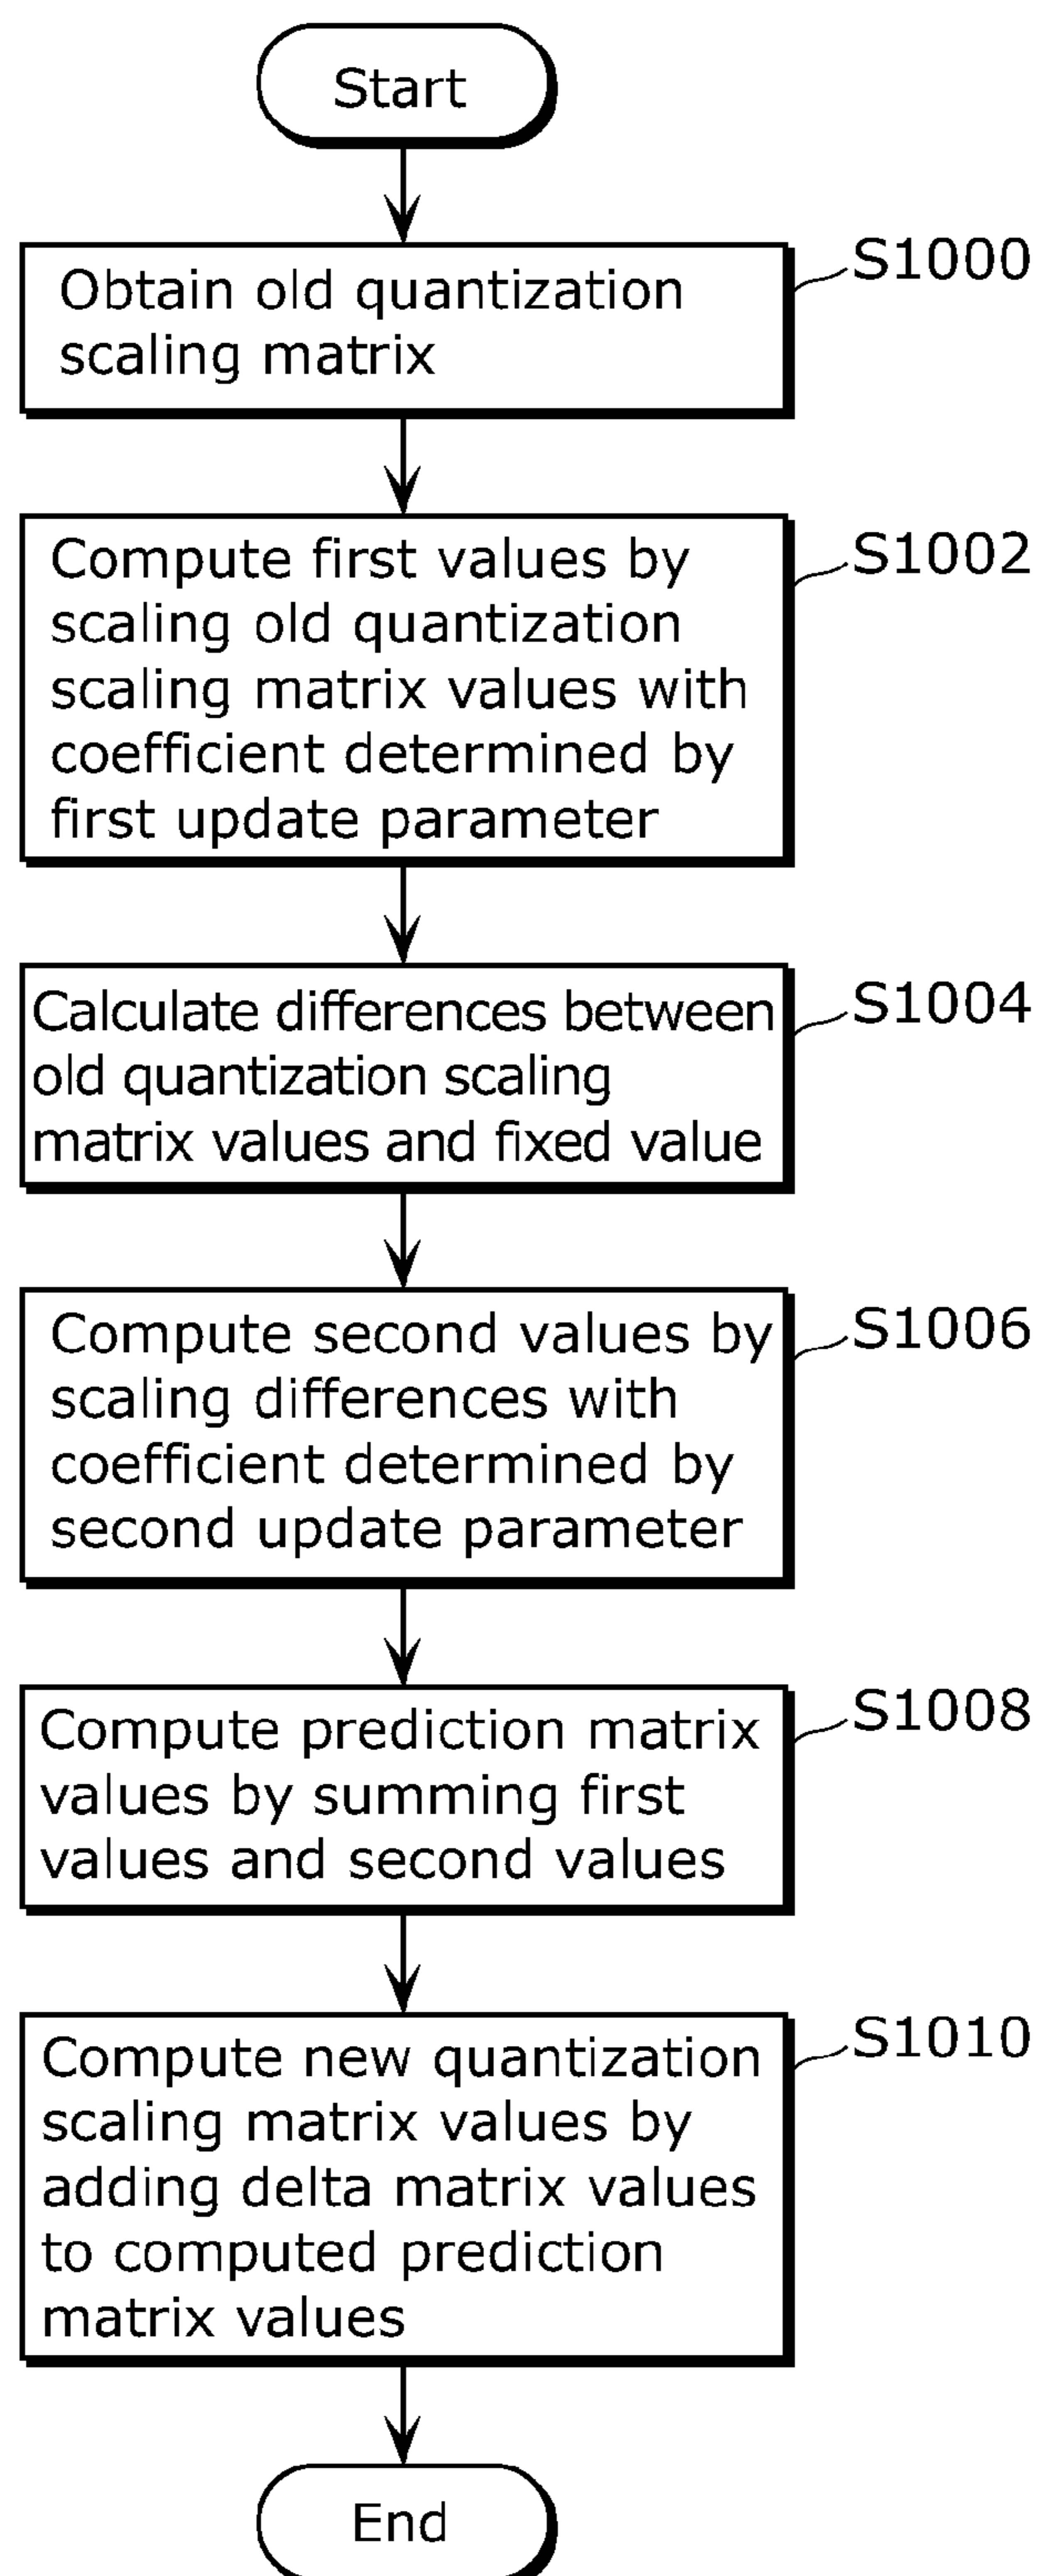 Start
S1000
Obtain old quantization
scaling matrix
S1002
Compute first values by
scaling old quantization
scaling matrix values with
coefficient determined by
first update parameter
S1004
Calculate differences between
old quantization scaling
matrix values and fixed value
S1006
Compute second values by
scaling differences with
coefficient determined by
second update parameter
S1008
Compute prediction matrix
values by summing first
values and second values
S1010
Compute new quantization
scaling matrix values by
adding delta matrix values
to computed prediction
matrix values
End